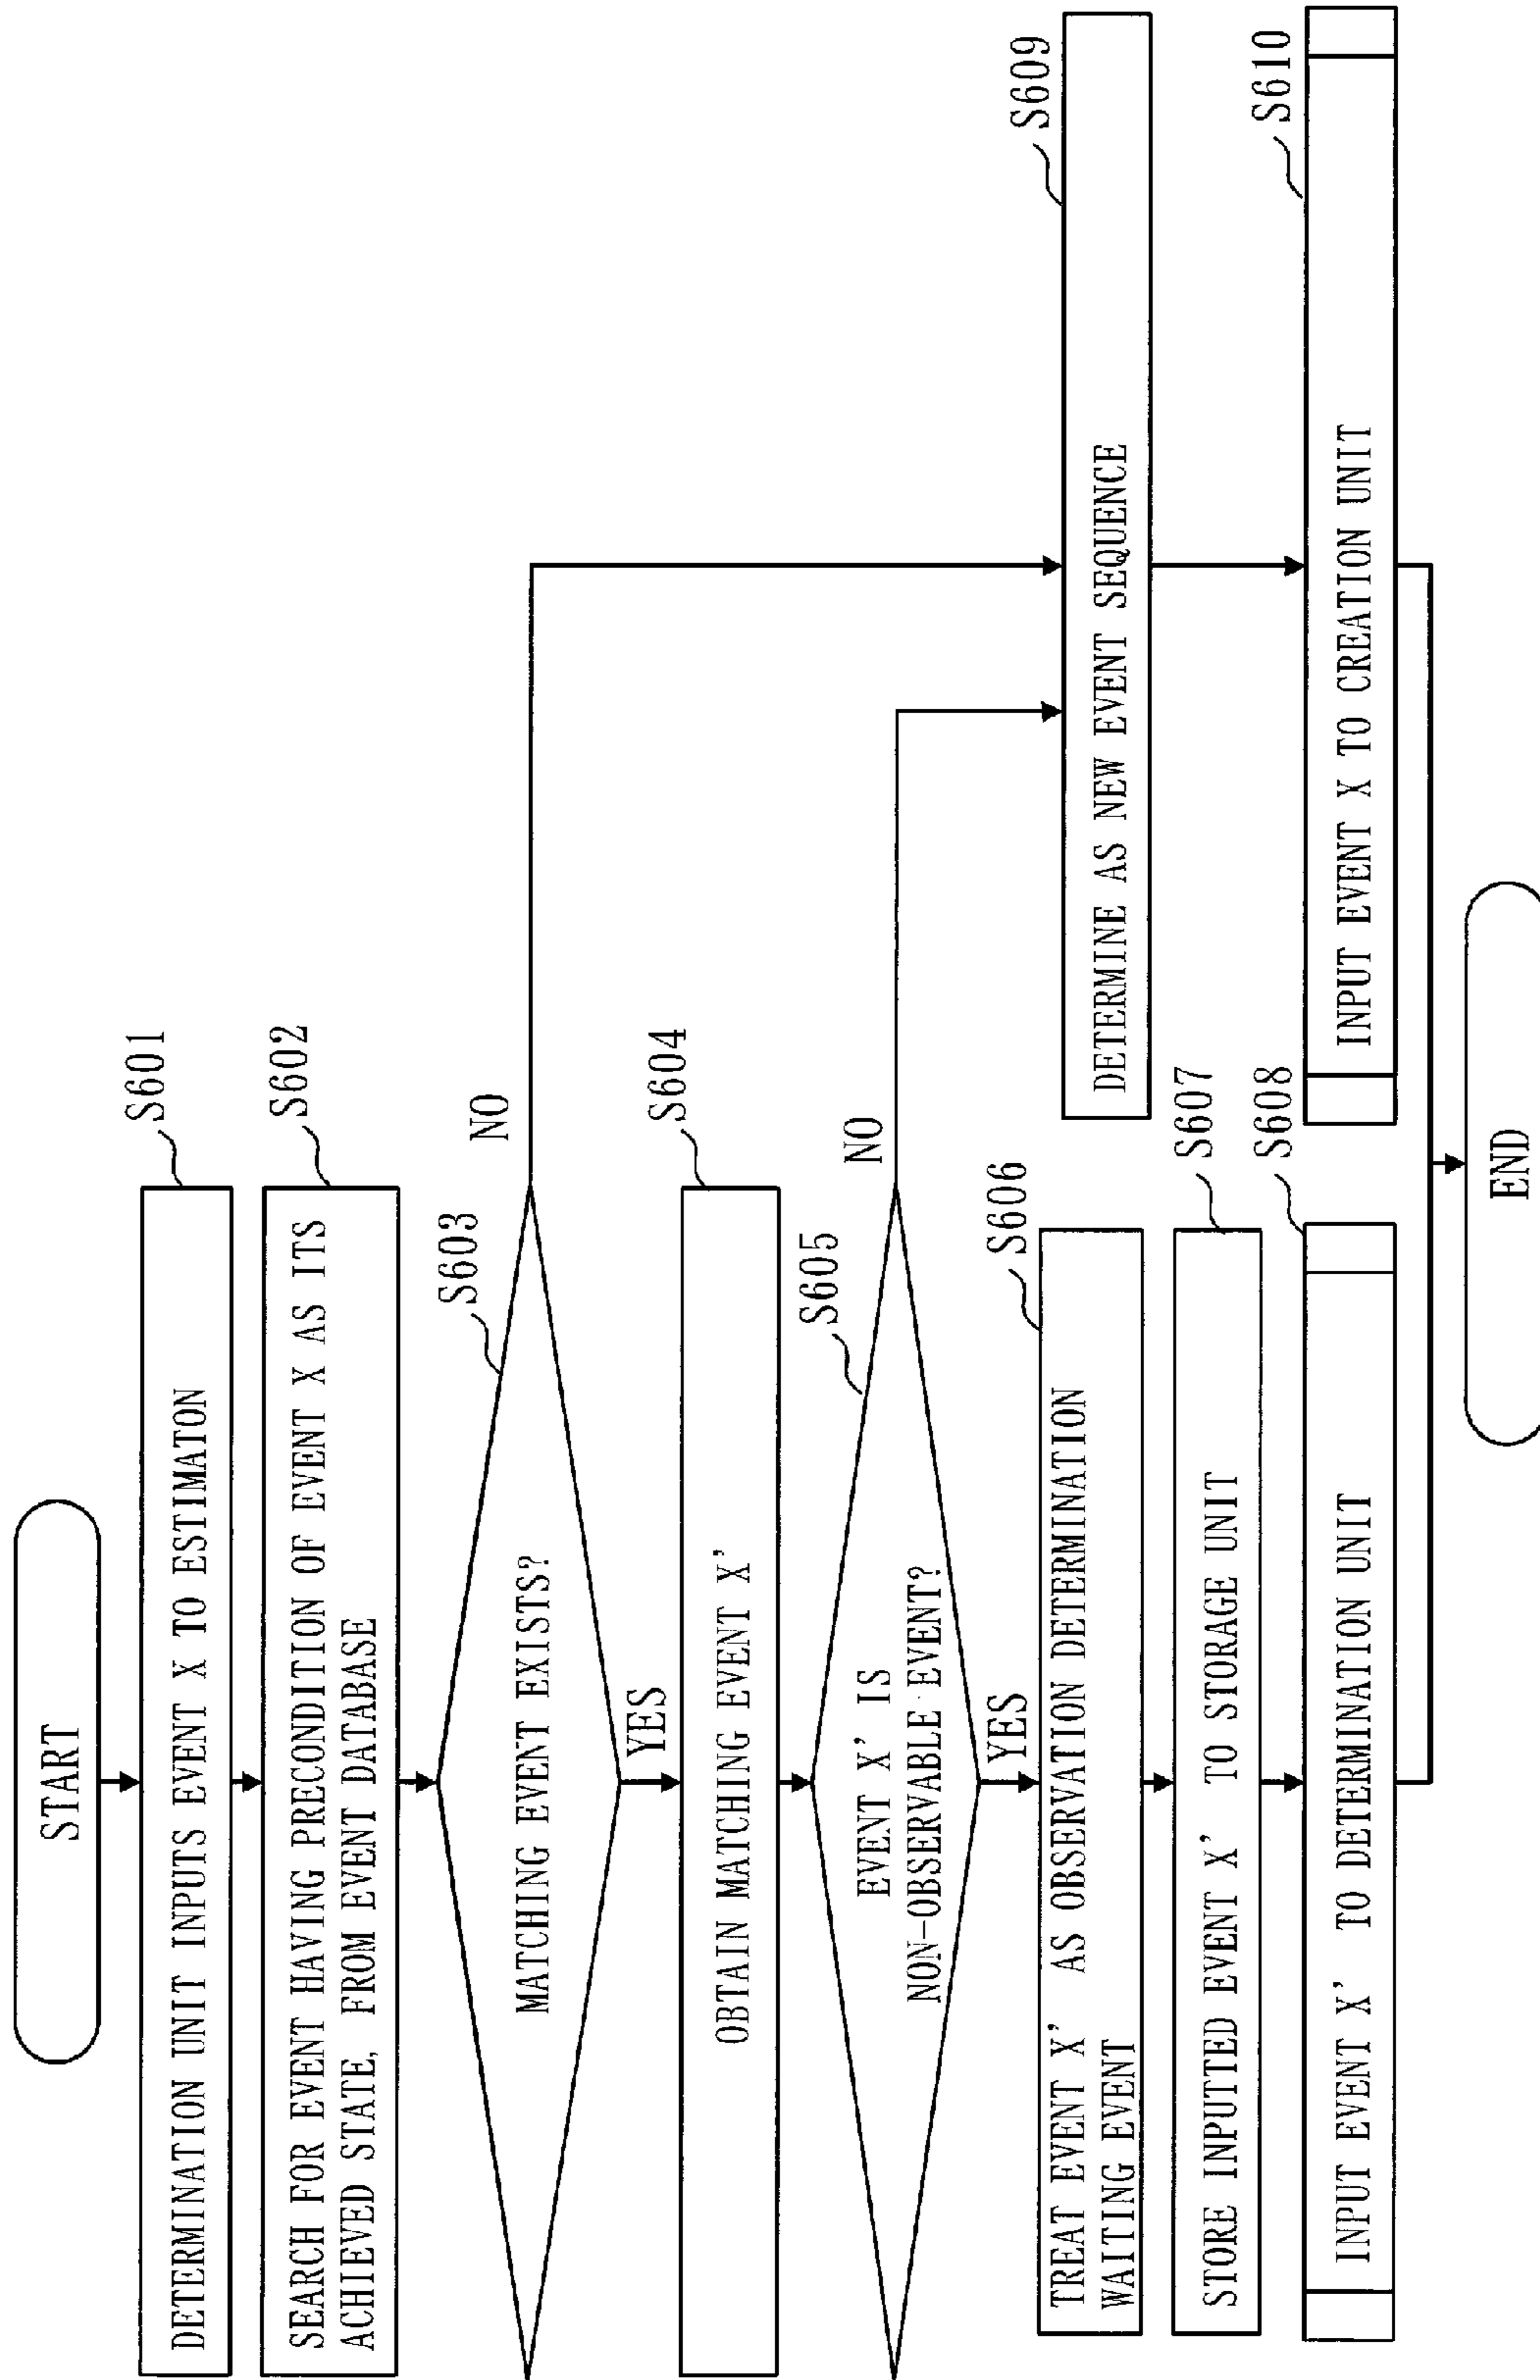 START
S601
DETERMINATION UNIT INPUTS EVENT X TO ESTIMATON
S602
SEARCH FOR EVENT HAVING PRECONDITION OF EVENT X AS ITS
ACHIEVED STATE, FROM EVENT DATABASE
S603
NO
MATCHING EVENT EXISTS?
YES
S604
OBTAIN MATCHING EVENT X'
S605
NO
EVENT X' IS
NON-OBSERVABLE EVENT?
YES
S606
TREAT EVENT X' AS OBSERVATION DETERMINATION
WAITING EVENT
S609
DETERMINE AS NEW EVENT SEQUENCE
S607
STORE INPUTTED EVENT X' TO STORAGE UNIT
S608
INPUT EVENT X' TO DETERMINATION UNIT
S610
INPUT EVENT X TO CREATION UNIT
END